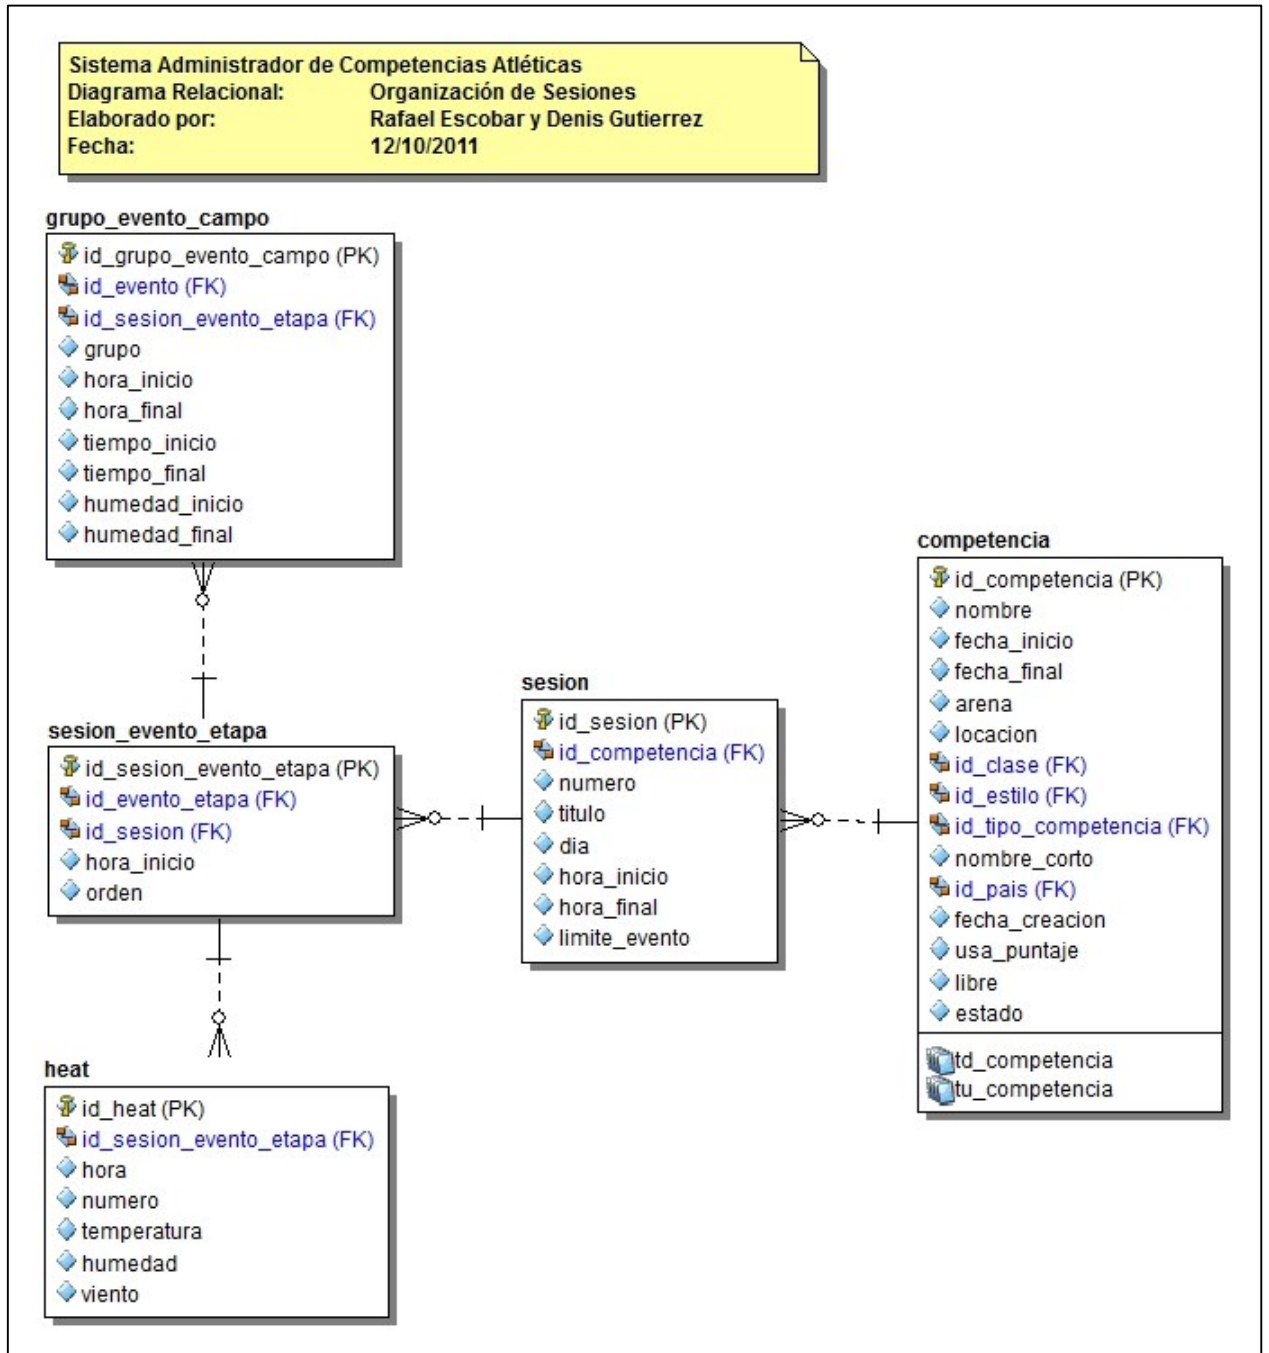 Sistema Administrador de Competencias Atléticas
Diagrama Relacional: Organización de Sesiones
Elaborado por: Rafael Escobar y Denis Gutierrez
Fecha: 12/10/2011
grupo_evento_campo
id_grupo_evento_campo (PK)
id_evento (FK)
id_sesion_evento_etapa (FK)
grupo
hora_inicio
hora_final
tiempo_inicio
tiempo_final
humedad_inicio
humedad_final
sesion_evento_etapa
id_sesion_evento_etapa (PK)
id_evento_etapa (FK)
id_sesion (FK)
hora_inicio
orden
heat
id_heat (PK)
id_sesion_evento_etapa (FK)
hora
numero
temperatura
humedad
viento
sesion
id_sesion (PK)
id_competencia (FK)
numero
titulo
dia
hora_inicio
hora_final
limite_evento
competencia
id_competencia (PK)
nombre
fecha_inicio
fecha_final
arena
locacion
id_clase (FK)
id_estilo (FK)
id_tipo_competencia (FK)
nombre_corto
id_pais (FK)
fecha_creacion
usa_puntaje
libre
estado
td_competencia
tu_competencia